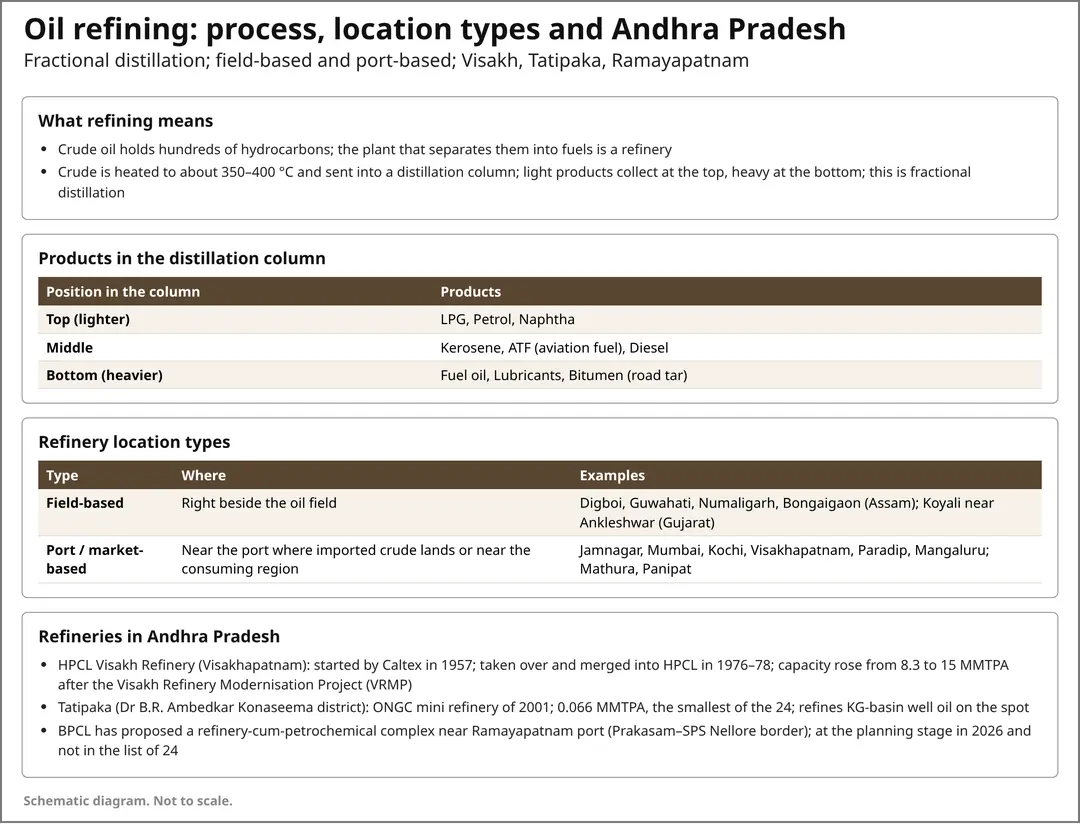 Oil refining: process, location types and Andhra Pradesh
Fractional distillation; field-based and port-based; Visakh, Tatipaka, Ramayapatnam
What refining means
• Crude oil holds hundreds of hydrocarbons; the plant that separates them into fuels is a refinery
• Crude is heated to about 350–400 °C and sent into a distillation column; light products collect at the top, heavy at the bottom; this is fractional
distillation
Products in the distillation column
Position in the column Products
Top (lighter) LPG, Petrol, Naphtha
Middle Kerosene, ATF (aviation fuel), Diesel
Bottom (heavier) Fuel oil, Lubricants, Bitumen (road tar)
Refinery location types
Type Where Examples
Field-based Right beside the oil field Digboi, Guwahati, Numaligarh, Bongaigaon (Assam); Koyali near
Ankleshwar (Gujarat)
Port / market- Near the port where imported crude lands or near the Jamnagar, Mumbai, Kochi, Visakhapatnam, Paradip, Mangaluru;
based consuming region Mathura, Panipat
Refineries in Andhra Pradesh
• HPCL Visakh Refinery (Visakhapatnam): started by Caltex in 1957; taken over and merged into HPCL in 1976–78; capacity rose from 8.3 to 15 MMTPA
after the Visakh Refinery Modernisation Project (VRMP)
• Tatipaka (Dr B.R. Ambedkar Konaseema district): ONGC mini refinery of 2001; 0.066 MMTPA, the smallest of the 24; refines KG-basin well oil on the spot
• BPCL has proposed a refinery-cum-petrochemical complex near Ramayapatnam port (Prakasam–SPS Nellore border); at the planning stage in 2026 and
not in the list of 24
Schematic diagram. Not to scale.